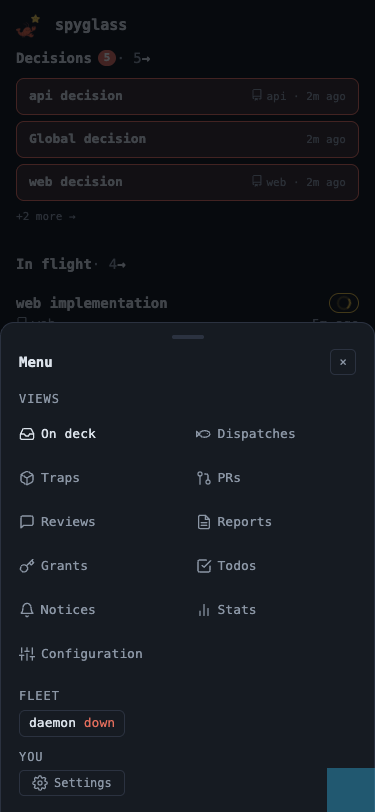 spyglass
Decisions 5 · 5→
api decision api · 2m ago
Global decision 2m ago
web decision web · 2m ago
+2 more →
In flight · 4→
web implementation
Menu ×
VIEWS
On deck Dispatches
Traps PRs
Reviews Reports
Grants Todos
Notices Stats
Configuration
FLEET
daemon down
YOU
Settings